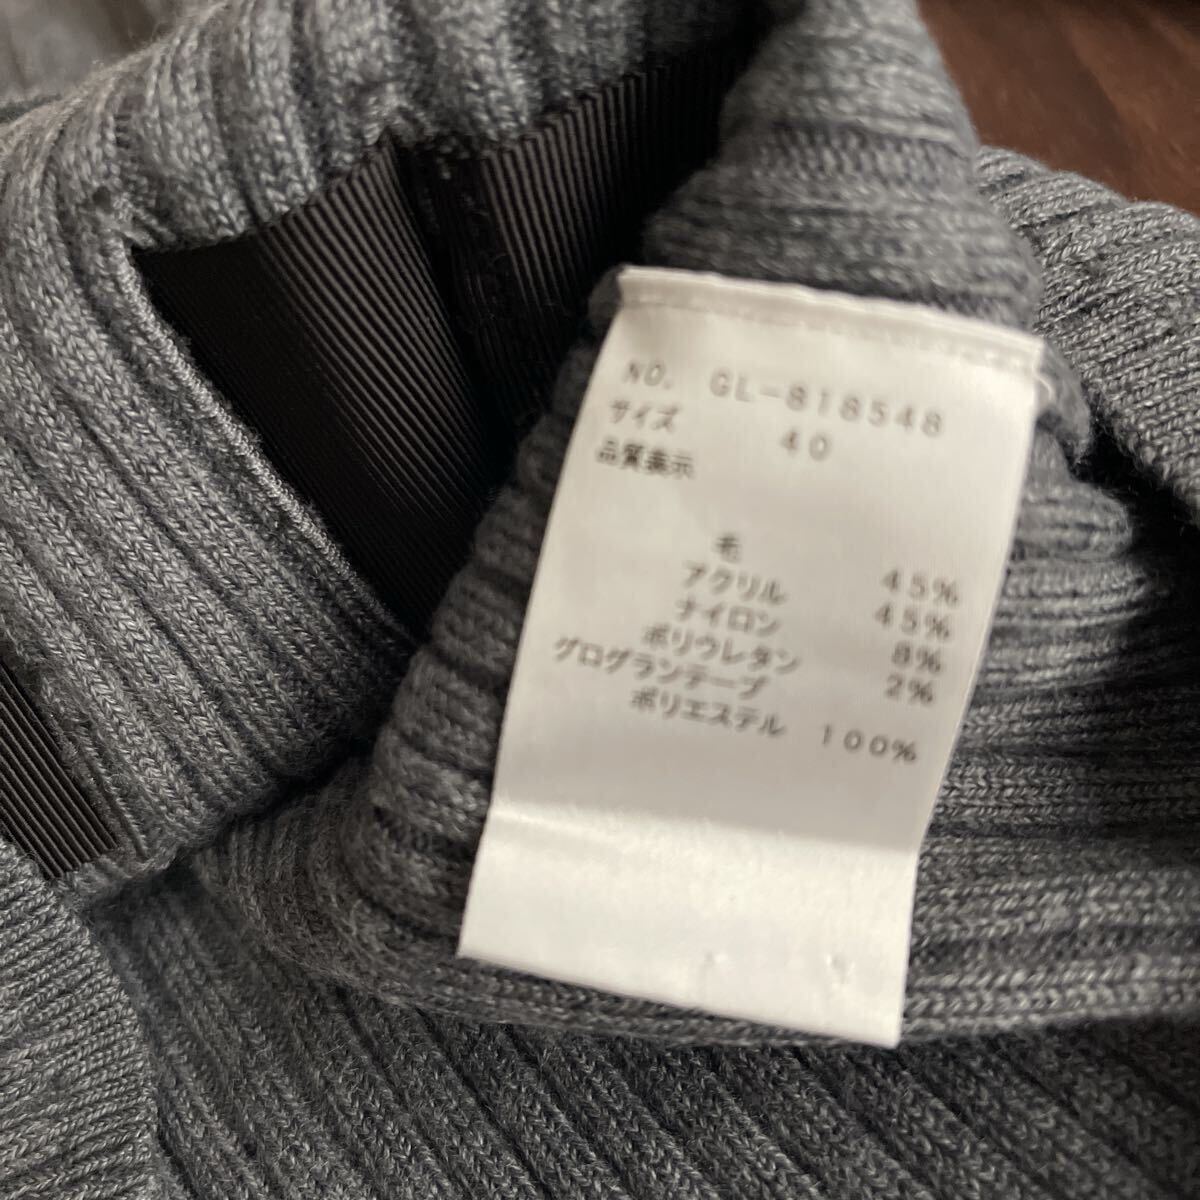 NO. GL-818548
サイズ 40
品質表示
毛 45%
アクリル 45%
ナイロン 8%
ポリウレタン 2%
グログランテープ
ポリエステル 100%